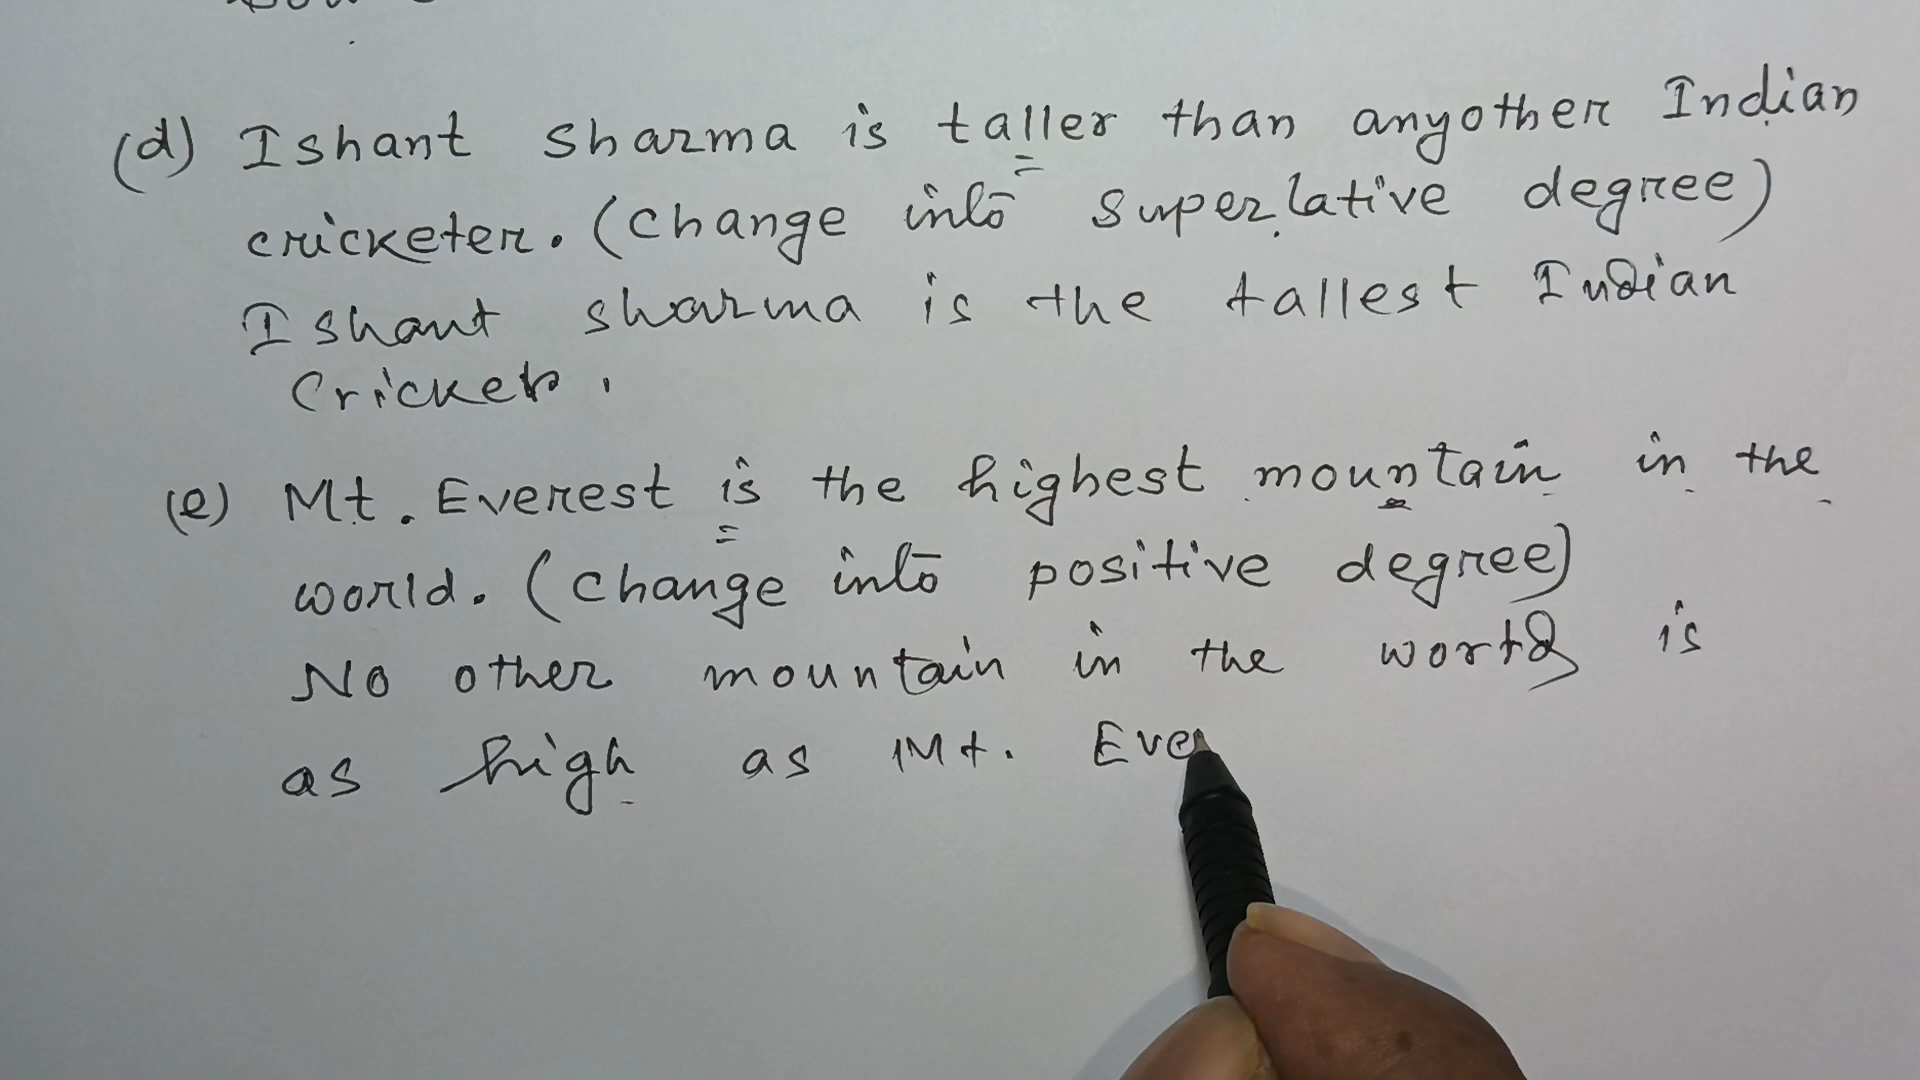 (d) Ishant Sharma is taller than anyother Indian
cricketer. (Change into superlative degree)
Ishant sharma is the tallest Indian
Cricketer.
(e) Mt. Everest is the highest mountain in the
world. (Change into positive degree)
No other mountain in the world is
as high as Mt. Eve